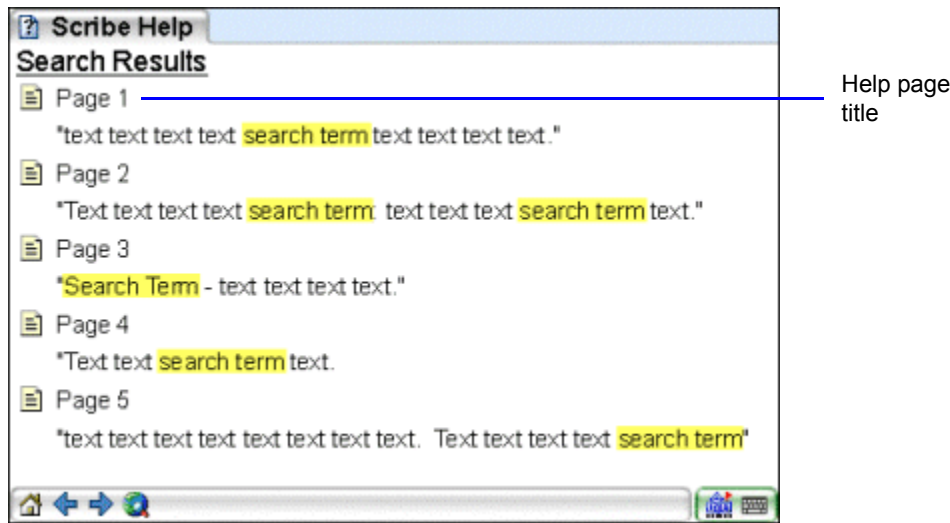 Scribe Help
Search Results
Page 1
Help page
title
"text text text text search term text text text text."
Page 2
"Text text text text search term: text text text search term text."
Page 3
"Search Term - text text text text."
Page 4
"Text text search term text.
Page 5
"text text text text text text text text.  Text text text text search term"